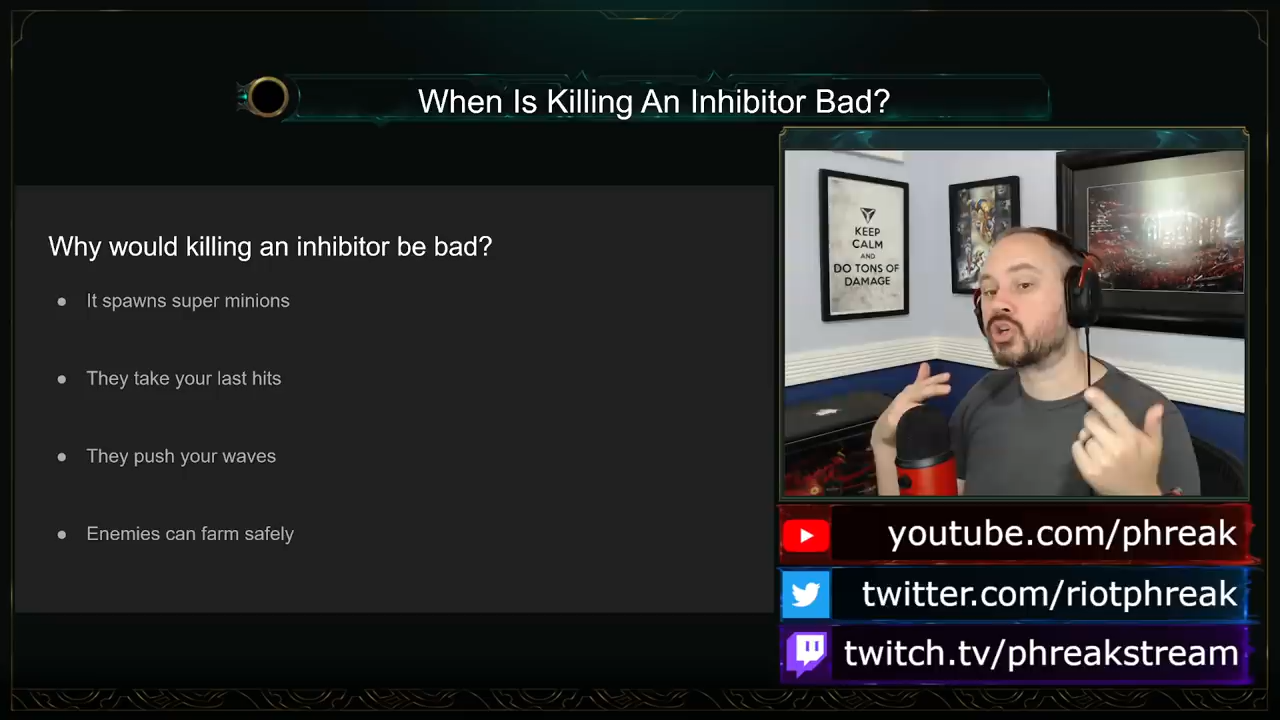 When Is Killing An Inhibitor Bad?
Why would killing an inhibitor be bad?
● It spawns super minions
● They take your last hits
● They push your waves
● Enemies can farm safely
KEEP
CALM
AND
DO TONS OF
DAMAGE
youtube.com/phreak
twitter.com/riotphreak
twitch.tv/phreakstream